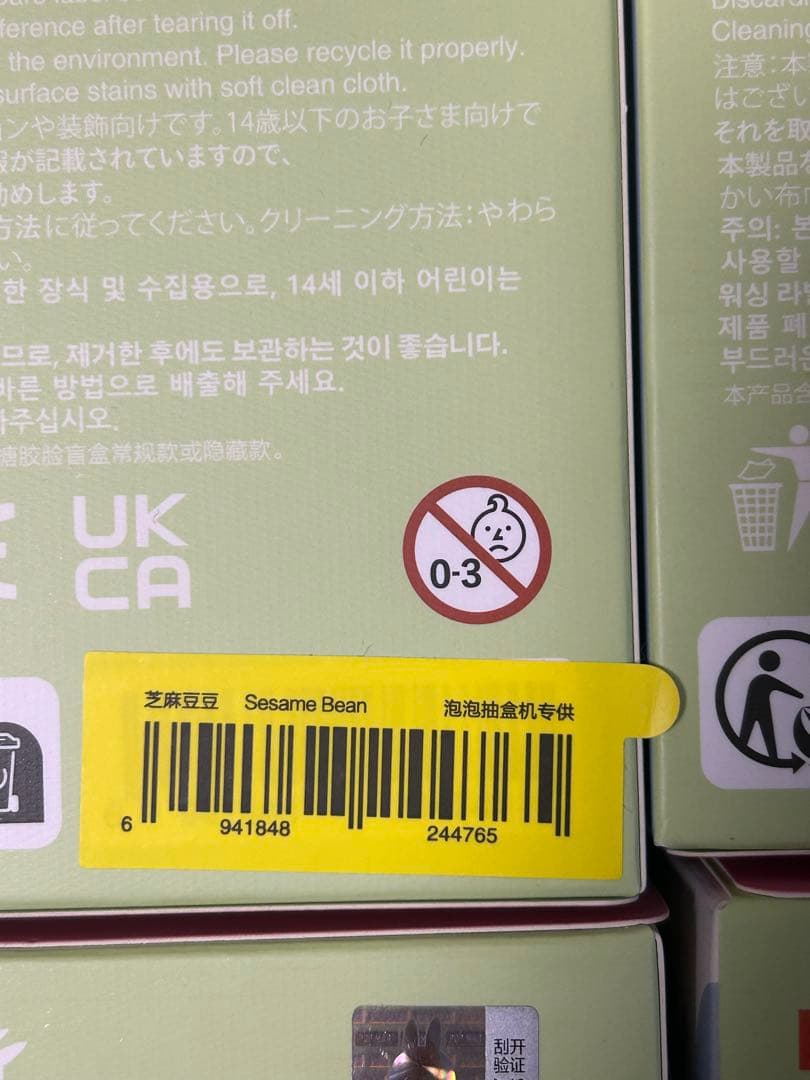 ference after tearing it off.
the environment. Please recycle it properly.
surface stains with soft clean cloth.
ンや装飾向けです。14歳以下のお子さま向けで
が記載されていますので、
めします。
方法に従ってください。クリーニング方法：やわら
い。
한 장식 및 수집용으로, 14세 이하 어린이는
므로, 제거한 후에도 보관하는 것이 좋습니다.
바른 방법으로 배출해 주세요.
주십시오.
搪胶脸盲盒常规款或隐藏款。
UK
CA
0-3
芝麻豆豆 Sesame Bean 泡泡抽盒机专供
6 941848 244765
Cleaning
注意：本
はござい
それを取
本製品
かい布
주의: 본
사용할
워싱 라
제품 폐
부드러운
本产品含
刮开
验证